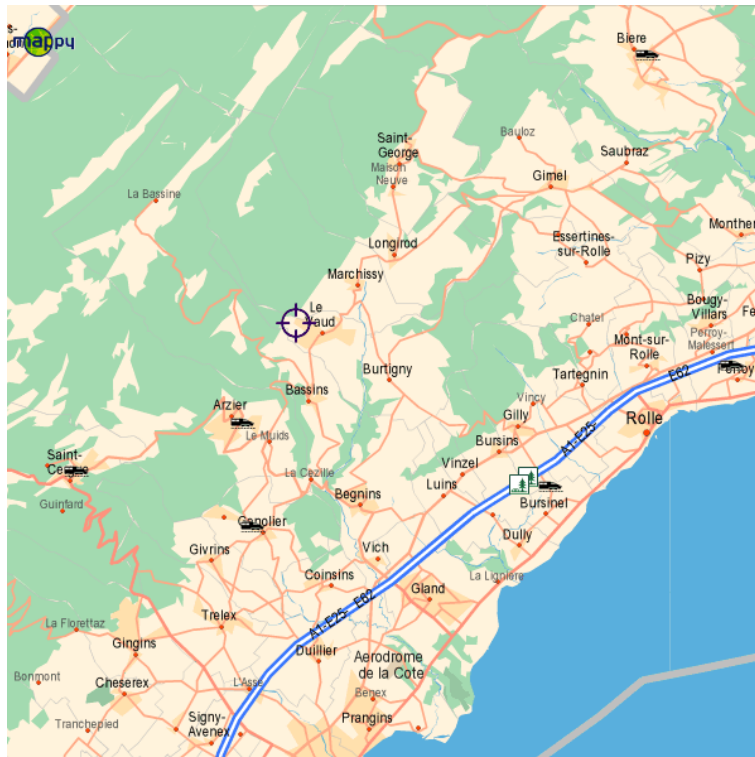 mappy
Biere
Saint-
George
Maison
Neuve
Bauloz
Saubraz
Gimel
La Bassine
Longirod
Essertines-
sur-Rolle
Pizy
Marchissy
Bougy-
Villars
Le
Vaud
Chatel
Perroy-
Malessert
Mont-sur-
Rolle
E62
Burtigny
Tartegnin
Bassins
Arzier
Vincy
Gilly
Rolle
Le Muids
Bursins
A1-E25-
Saint-
Vinzel
La Cezille
Luins
Begnins
Guinfard
Bursinel
Genolier
Dully
Givrins
Vich
Coinsins
La Ligniere
Gland
Trelex
A1-E25- E62
La Florettaz
Gingins
Duillier
Aerodrome
de la Cote
Bonmont
Cheserex
L'Asse
Benex
Tranchepied
Signy-
Avenex
Prangins